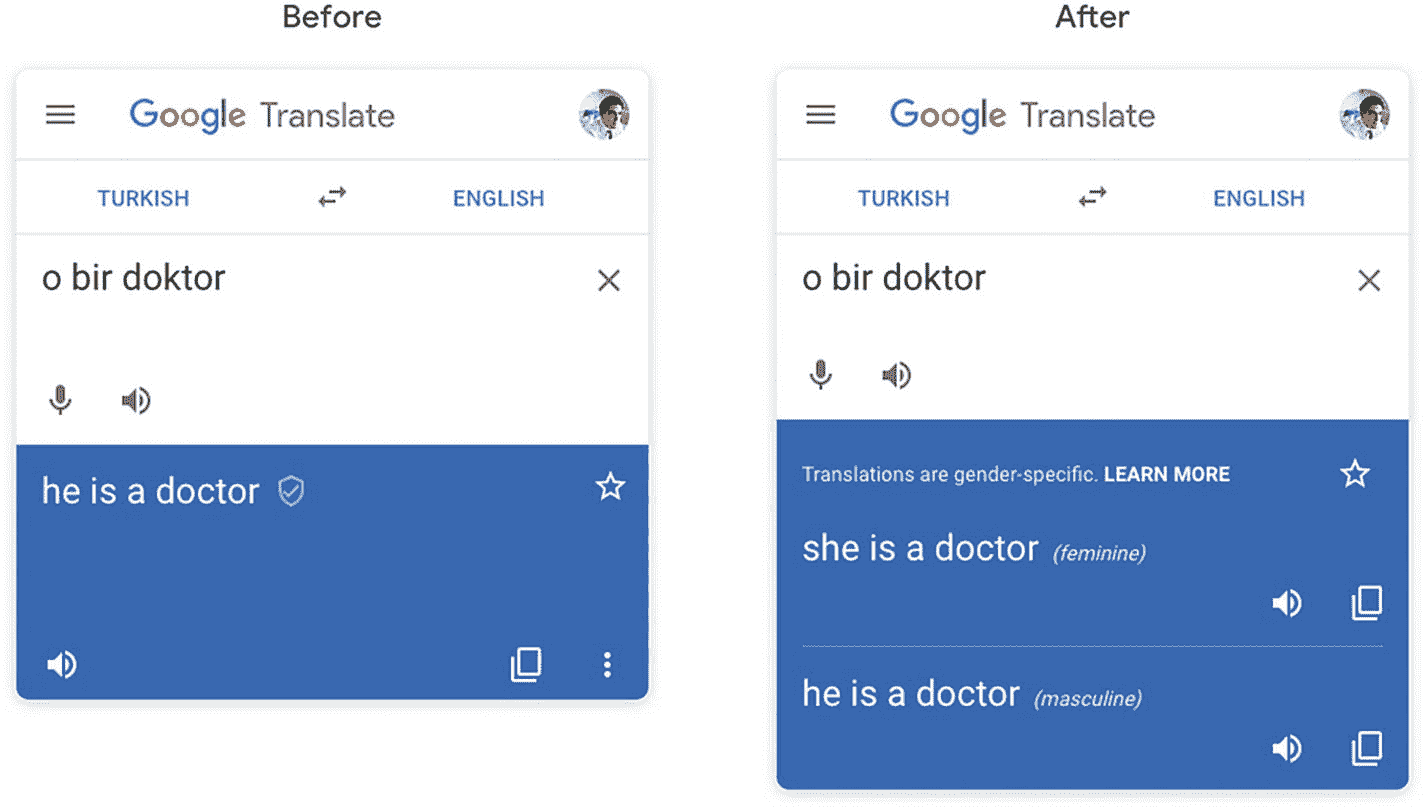 Before
Google Translate
TURKISH ENGLISH
o bir doktor
he is a doctor
After
Google Translate
TURKISH ENGLISH
o bir doktor
Translations are gender-specific. LEARN MORE
she is a doctor (feminine)
he is a doctor (masculine)